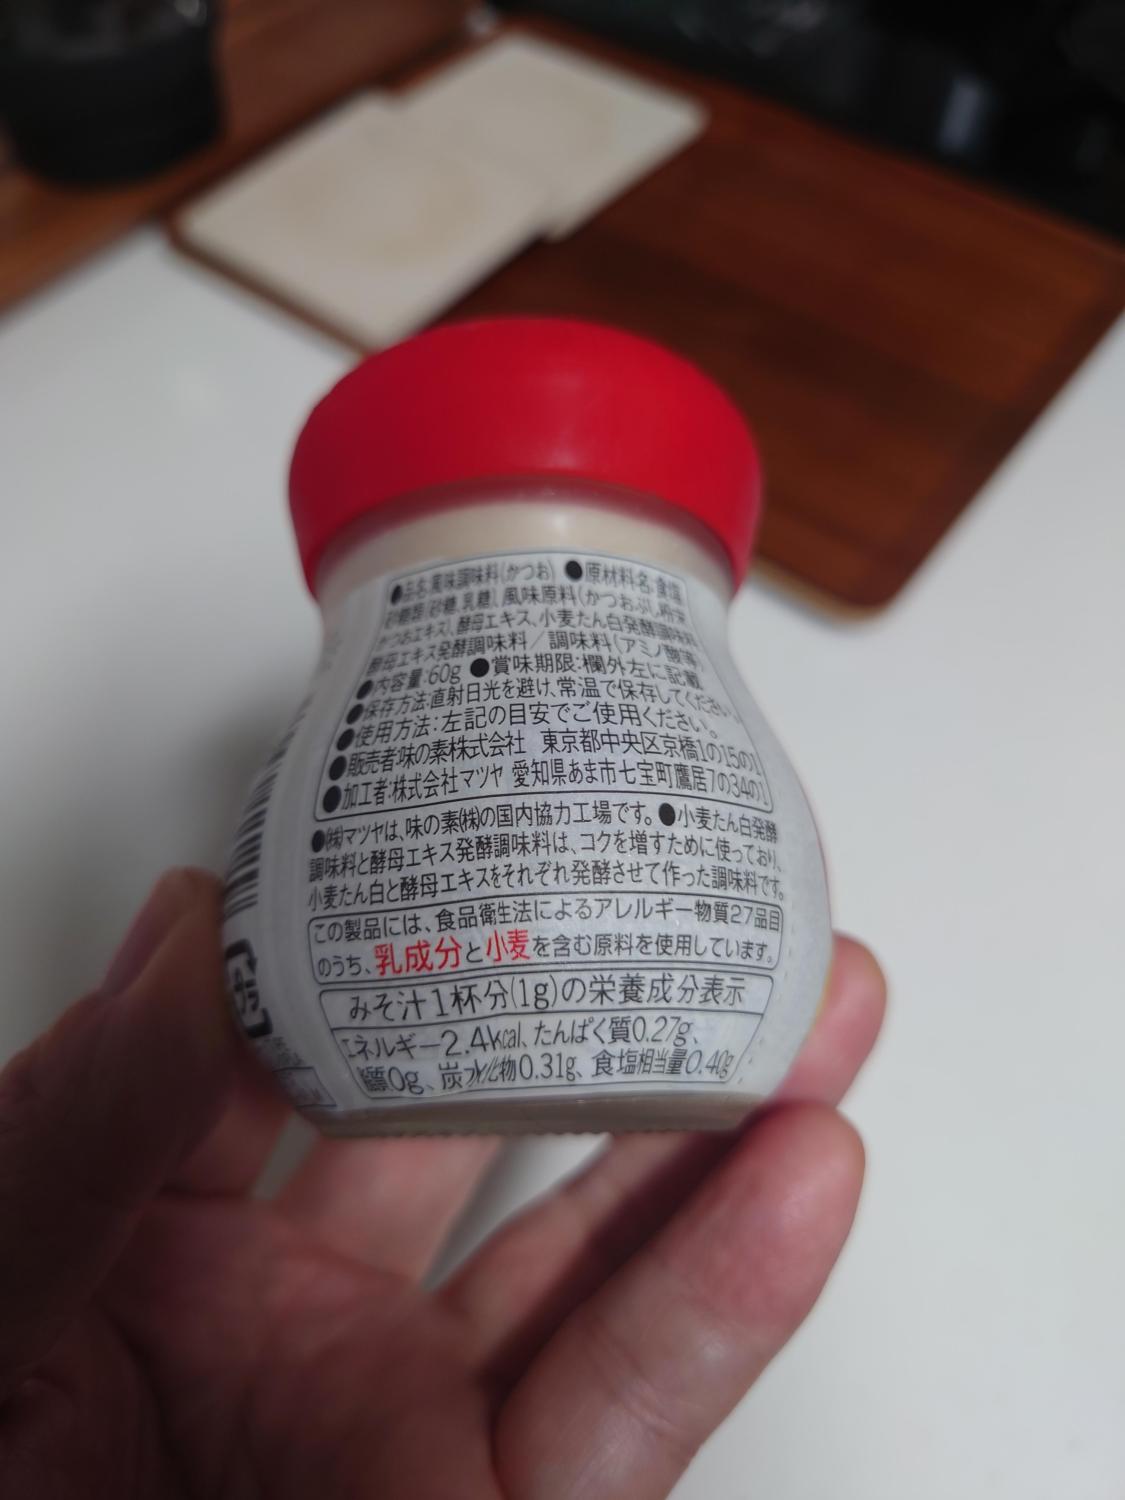 ●品名:風味調味料(かつお) ●原材料名:食塩、
砂糖類(砂糖、乳糖)、風味原料(かつおぶし粉末、
かつおエキス)、酵母エキス、小麦たん白発酵調味料、
酵母エキス発酵調味料／調味料(アミノ酸等)
●内容量:60g ●賞味期限:欄外左に記載
●保存方法:直射日光を避け、常温で保存してください。
●使用方法:左記の目安でご使用ください。
●販売者:味の素株式会社 東京都中央区京橋1の15の1
●加工者:株式会社マツヤ 愛知県あま市七宝町鷹居7の34の1
●㈱マツヤは、味の素㈱の国内協力工場です。●小麦たん白発酵
調味料と酵母エキス発酵調味料は、コクを増すために使っており、
小麦たん白と酵母エキスをそれぞれ発酵させて作った調味料です。
この製品には、食品衛生法によるアレルギー物質27品目
のうち、乳成分と小麦を含む原料を使用しています。
みそ汁1杯分(1g)の栄養成分表示
エネルギー2.4kcal、たんぱく質0.27g、
脂質0g、炭水化物0.31g、食塩相当量0.40g